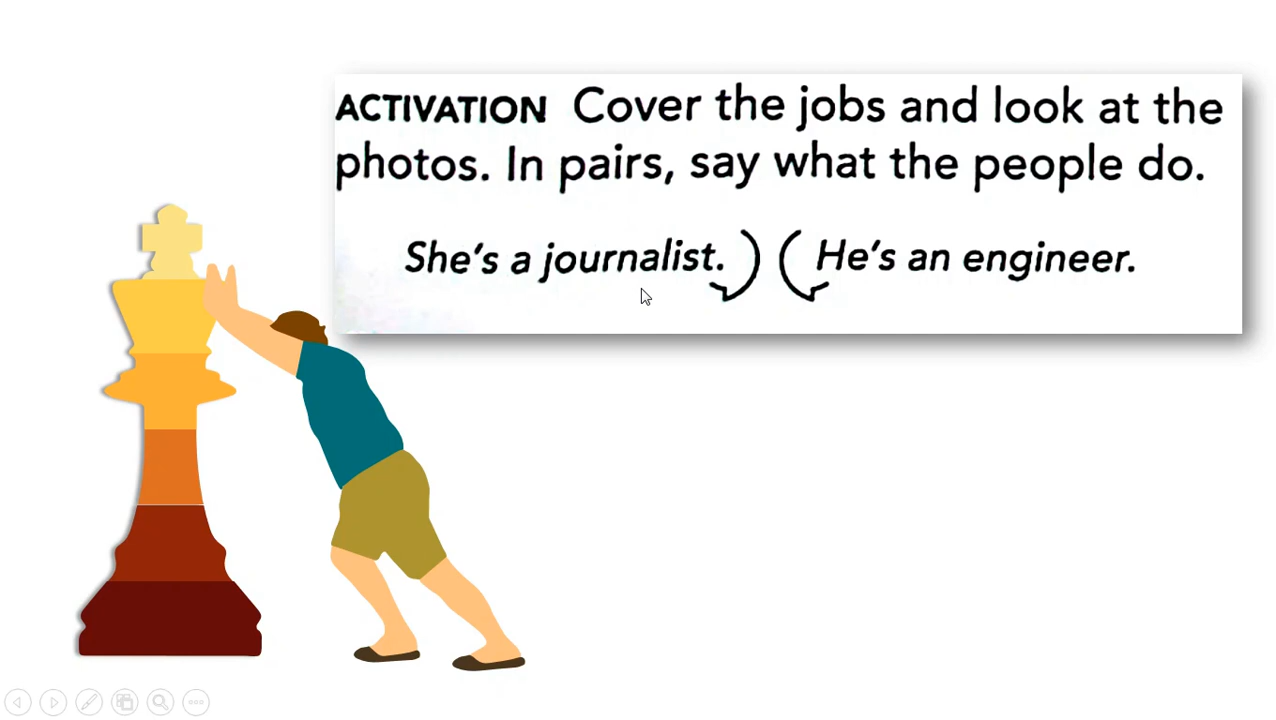 ACTIVATION Cover the jobs and look at the
photos. In pairs, say what the people do.
She's a journalist. He's an engineer.